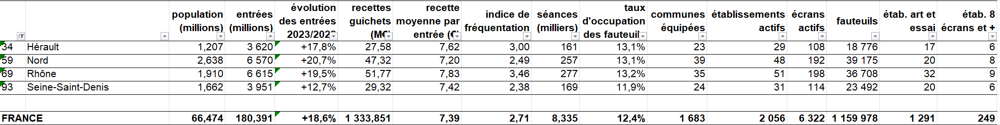 population (millions) entrées (millions) évolution des entrées 2023/2022 recettes guichets (M€) recette moyenne par entrée (€) indice de fréquentation séances (milliers) taux d'occupation des fauteuils communes équipées établissements actifs écrans actifs fauteuils étab. art et essai étab. 8 écrans et +
34 Hérault 1,207 3 620 +17,8% 27,58 7,62 3,00 161 13,1% 23 29 108 18 776 17 6
59 Nord 2,638 6 570 +20,7% 47,32 7,20 2,49 257 13,1% 39 48 192 39 175 20 8
69 Rhône 1,910 6 615 +19,5% 51,77 7,83 3,46 277 13,2% 35 51 198 36 708 32 9
93 Seine-Saint-Denis 1,662 3 951 +12,7% 29,32 7,42 2,38 169 11,9% 24 31 114 23 492 20 6
FRANCE 66,474 180,391 +18,6% 1 333,851 7,39 2,71 8,335 12,4% 1 683 2 056 6 322 1 159 978 1 291 249